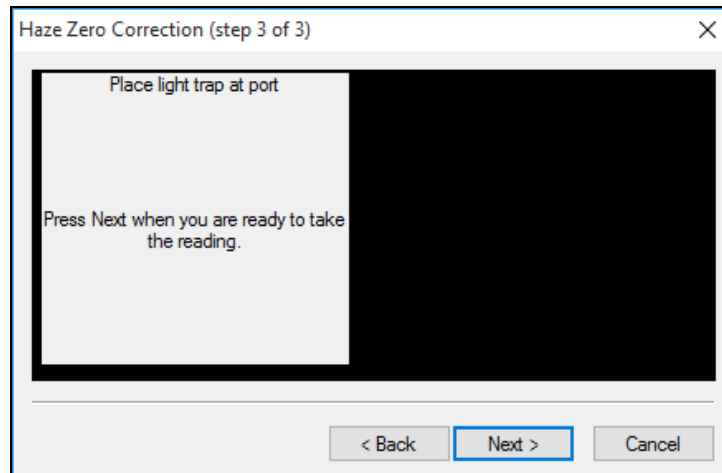 Haze Zero Correction (step 3 of 3)
Place light trap at port
Press Next when you are ready to take
the reading.
< Back
Next >
Cancel